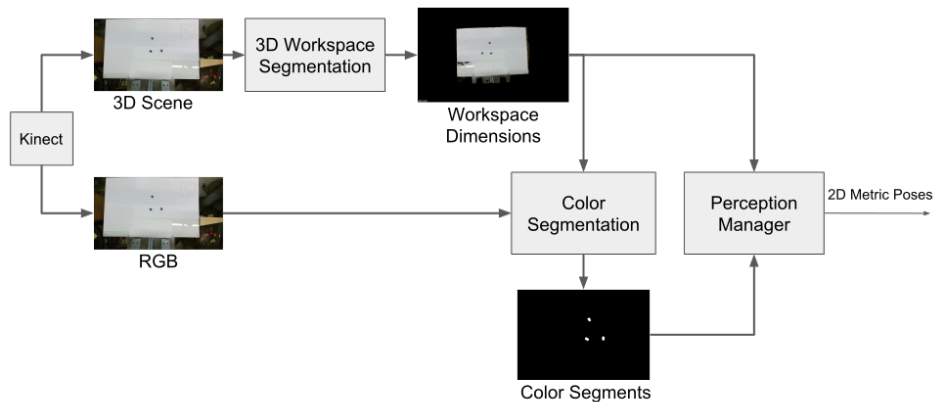 3D Workspace
Segmentation
3D Scene
Workspace
Dimensions
Kinect
Color
Segmentation
Perception
Manager
2D Metric Poses
RGB
Color Segments